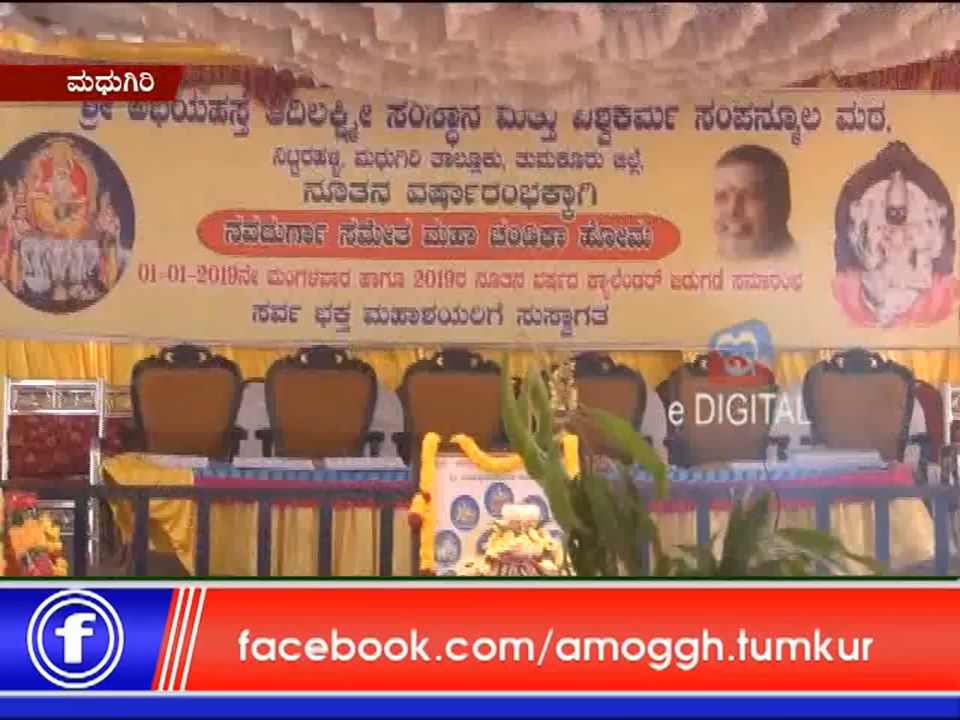 ಮಧುಗಿರಿ
ಶ್ರೀ ಅಭಯಹಸ್ತ ಆದಿಲಕ್ಷ್ಮೀ ಸಂಸ್ಥಾನ ಮತ್ತು ವಿಶ್ವಕರ್ಮ ಸಂಪನ್ಮೂಲ ಮಠ.
ನಿಟ್ಟರಹಳ್ಳಿ, ಮಧುಗಿರಿ ತಾಲ್ಲೂಕು, ತುಮಕೂರು ಜಿಲ್ಲೆ.
ನೂತನ ವರ್ಷಾರಂಭಕ್ಕಾಗಿ
ನವದುರ್ಗಾ ಸಮೇತ ಮಹಾ ಚಂಡಿಕಾ ಹೋಮ
01-01-2019ನೇ ಮಂಗಳವಾರ ಹಾಗೂ 2019ರ ನೂತನ ವರ್ಷದ ಕ್ಯಾಲೆಂಡರ್ ಬಿಡುಗಡೆ ಸಮಾರಂಭ
ಸರ್ವ ಭಕ್ತ ಮಹಾಶಯರಿಗೆ ಸುಸ್ವಾಗತ
e DIGITAL
facebook.com/amoggh.tumkur